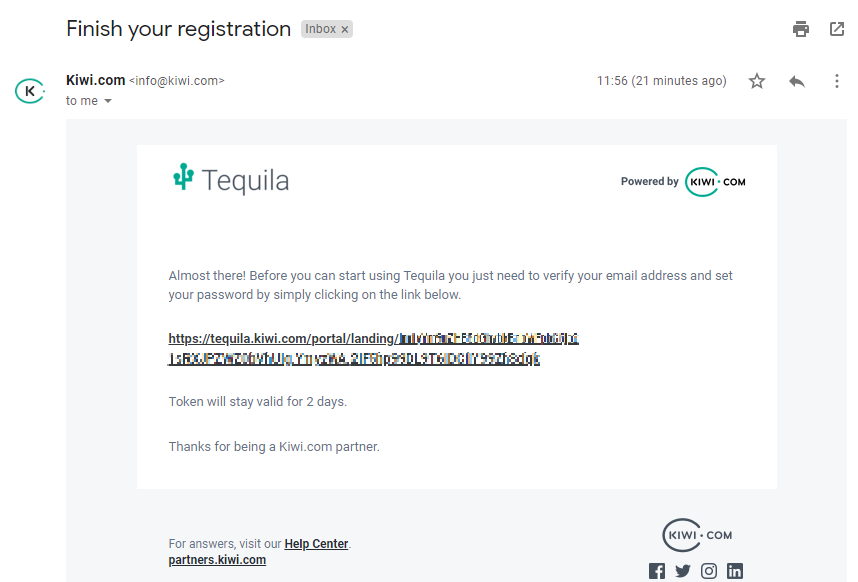 Finish your registration Inbox ×
Kiwi.com <info@kiwi.com> 11:56 (21 minutes ago)
K
to me
Tequila Powered by KIWI·COM
Almost there! Before you can start using Tequila you just need to verify your email address and set
your password by simply clicking on the link below.
https://tequila.kiwi.com/portal/landing/
Token will stay valid for 2 days.
Thanks for being a Kiwi.com partner.
KIWI·COM
For answers, visit our Help Center.
partners.kiwi.com